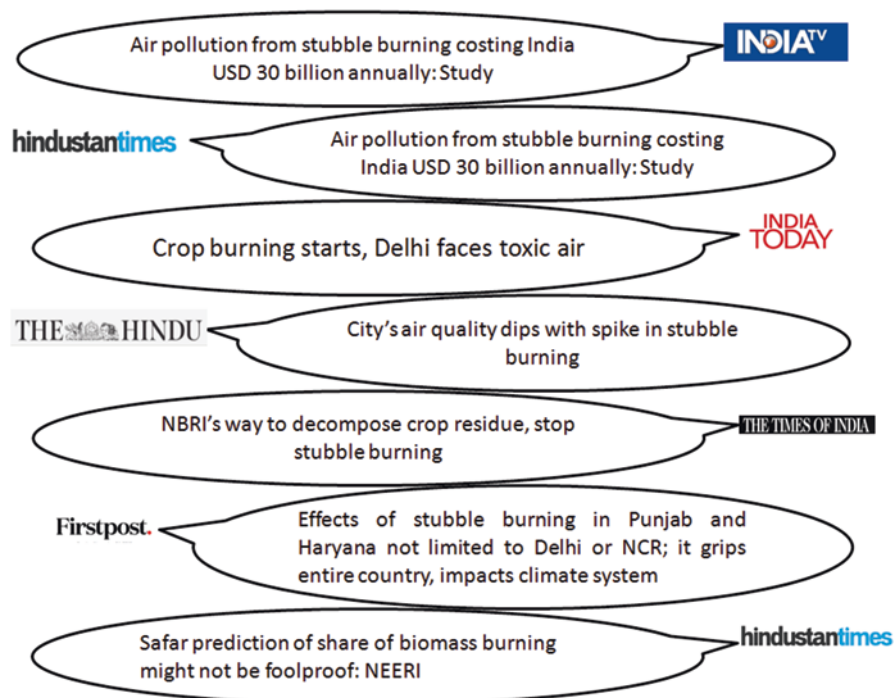 Air pollution from stubble burning costing India
USD 30 billion annually: Study
INDIA TV
hindustantimes
Air pollution from stubble burning costing
India USD 30 billion annually: Study
Crop burning starts, Delhi faces toxic air
INDIA
TODAY
THE HINDU
City's air quality dips with spike in stubble
burning
NBRI's way to decompose crop residue, stop
stubble burning
THE TIMES OF INDIA
Firstpost.
Effects of stubble burning in Punjab and
Haryana not limited to Delhi or NCR; it grips
entire country, impacts climate system
Safar prediction of share of biomass burning
might not be foolproof: NEERI
hindustantimes